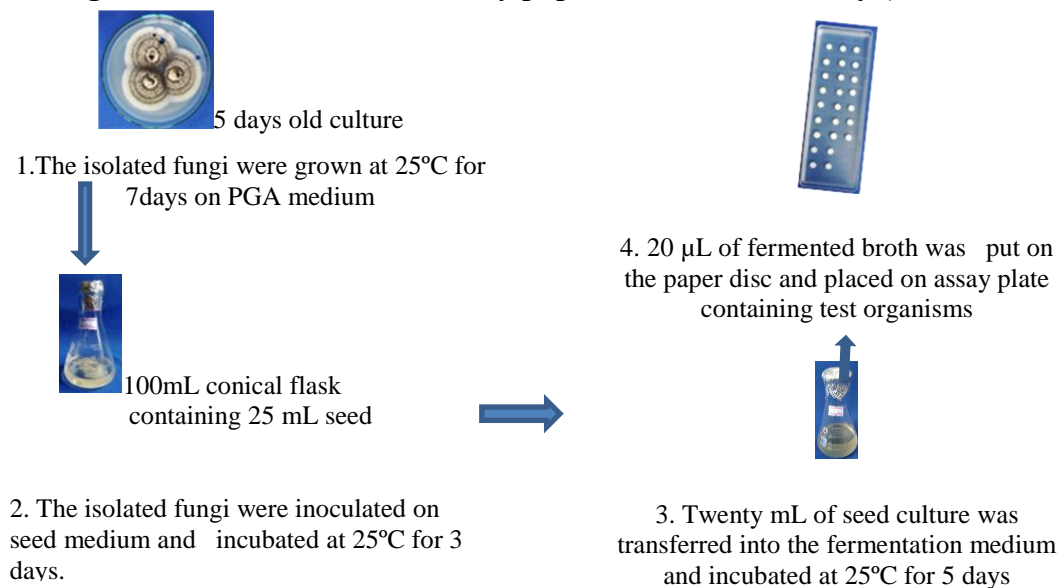 5 days old culture
1.The isolated fungi were grown at 25ºC for
7days on PGA medium
100mL conical flask
containing 25 mL seed
2. The isolated fungi were inoculated on
seed medium and incubated at 25ºC for 3
days.
3. Twenty mL of seed culture was
transferred into the fermentation medium
and incubated at 25ºC for 5 days
4. 20 µL of fermented broth was put on
the paper disc and placed on assay plate
containing test organisms